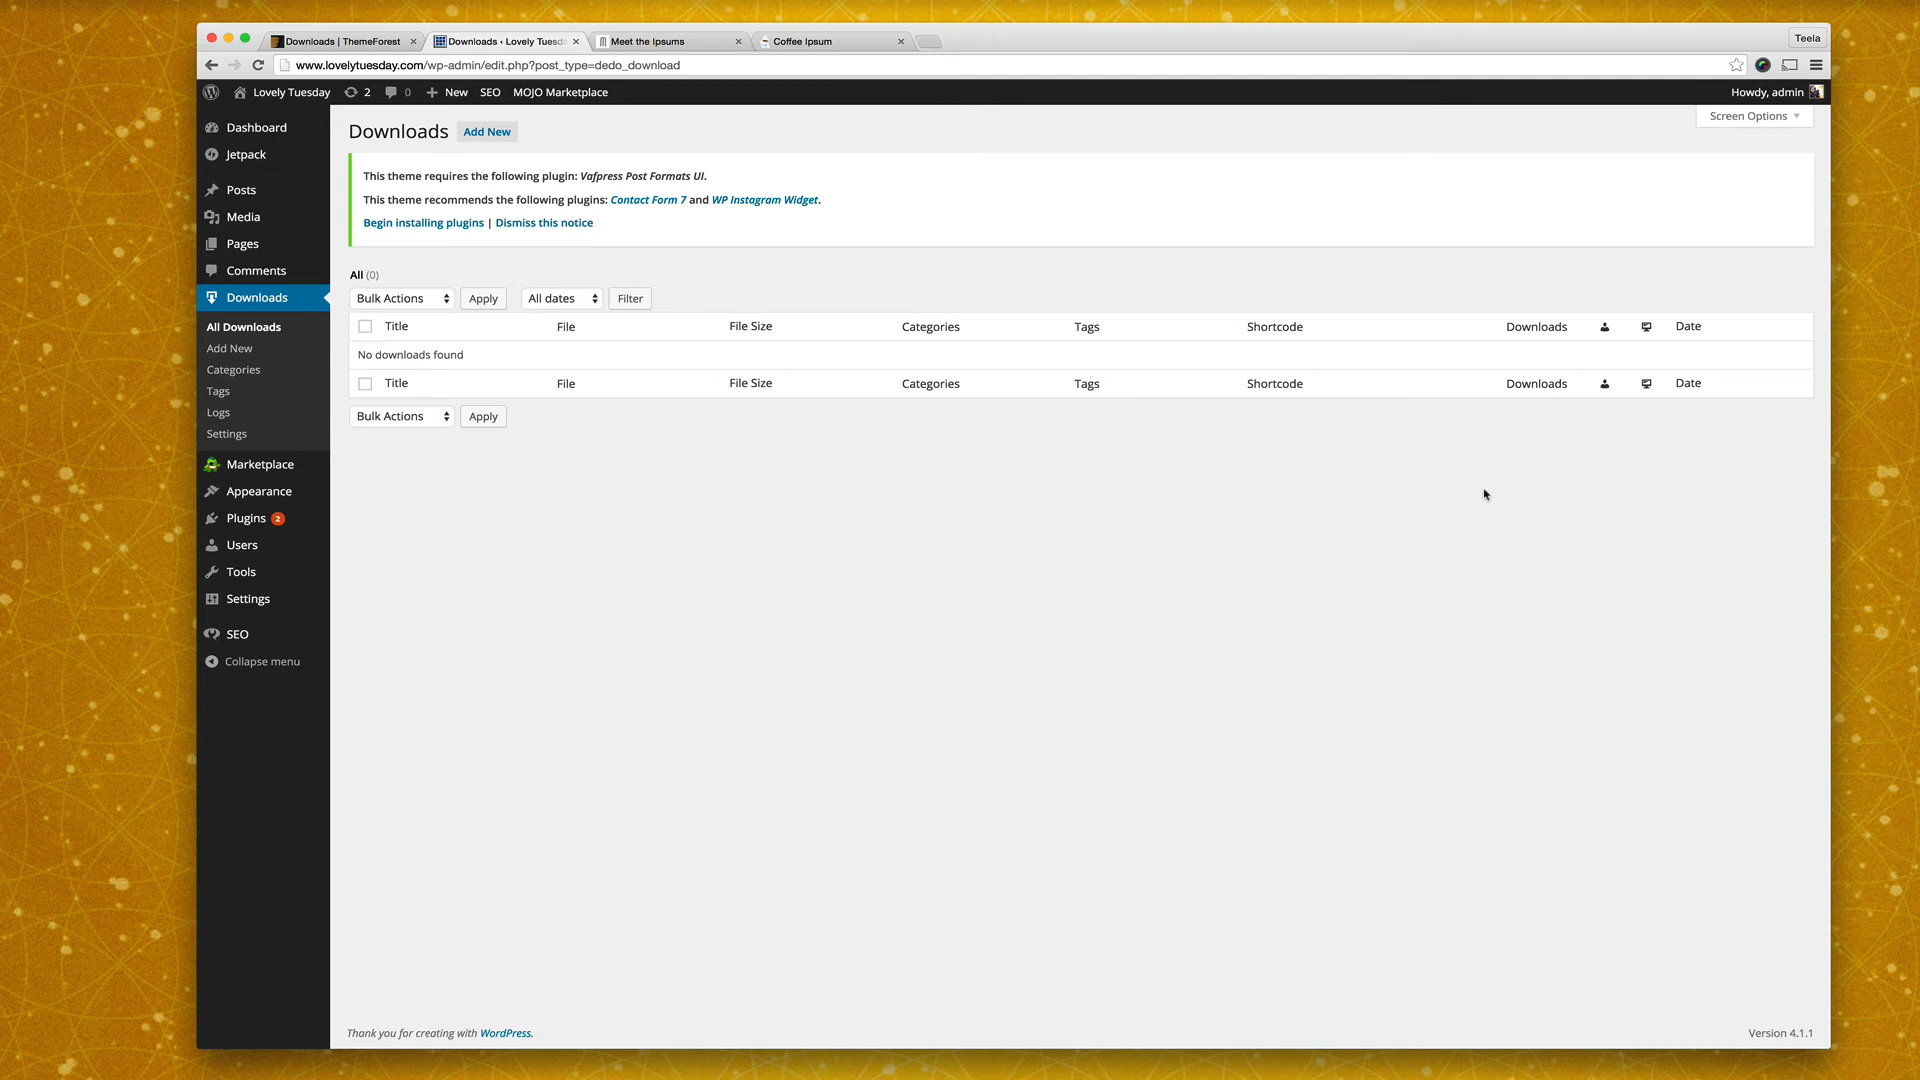 Downloads | ThemeForest
Downloads ‹ Lovely Tuesd
Meet the Ipsums
Coffee Ipsum
Teela
www.lovelytuesday.com/wp-admin/edit.php?post_type=dedo_download
Lovely Tuesday 2 0 New SEO MOJO Marketplace
Howdy, admin
Dashboard
Jetpack
Posts
Media
Pages
Comments
Downloads
All Downloads
Add New
Categories
Tags
Logs
Settings
Marketplace
Appearance
Plugins 2
Users
Tools
Settings
SEO
Collapse menu
Screen Options
Downloads Add New
This theme requires the following plugin: Vafpress Post Formats UI.
This theme recommends the following plugins: Contact Form 7 and WP Instagram Widget.
Begin installing plugins | Dismiss this notice
All (0)
Bulk Actions Apply All dates Filter
Title File File Size Categories Tags Shortcode Downloads Date
No downloads found
Title File File Size Categories Tags Shortcode Downloads Date
Bulk Actions Apply
Thank you for creating with WordPress.
Version 4.1.1